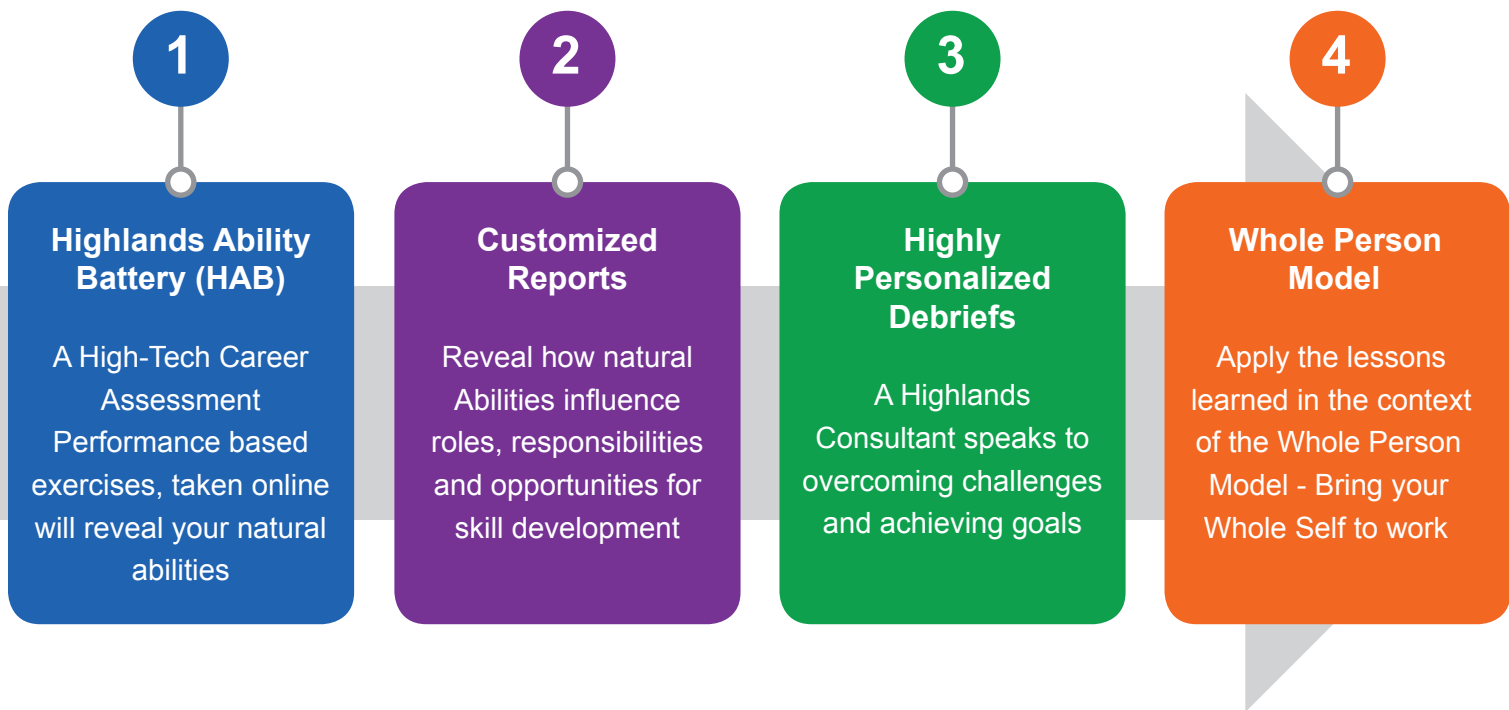 1
Highlands Ability
Battery (HAB)
A High-Tech Career
Assessment
Performance based
exercises, taken online
will reveal your natural
abilities
2
Customized
Reports
Reveal how natural
Abilities influence
roles, responsibilities
and opportunities for
skill development
3
Highly
Personalized
Debriefs
A Highlands
Consultant speaks to
overcoming challenges
and achieving goals
4
Whole Person
Model
Apply the lessons
learned in the context
of the Whole Person
Model - Bring your
Whole Self to work